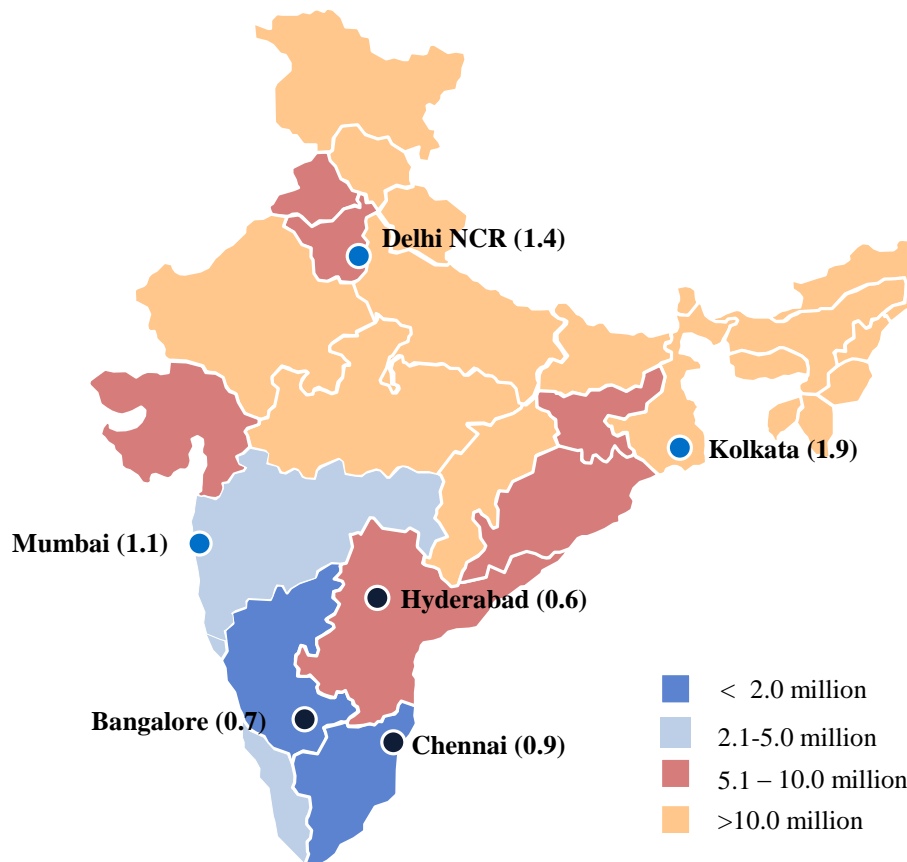 Delhi NCR (1.4)
Kolkata (1.9)
Mumbai (1.1)
Hyderabad (0.6)
Bangalore (0.7)
Chennai (0.9)
< 2.0 million
2.1-5.0 million
5.1 – 10.0 million
>10.0 million